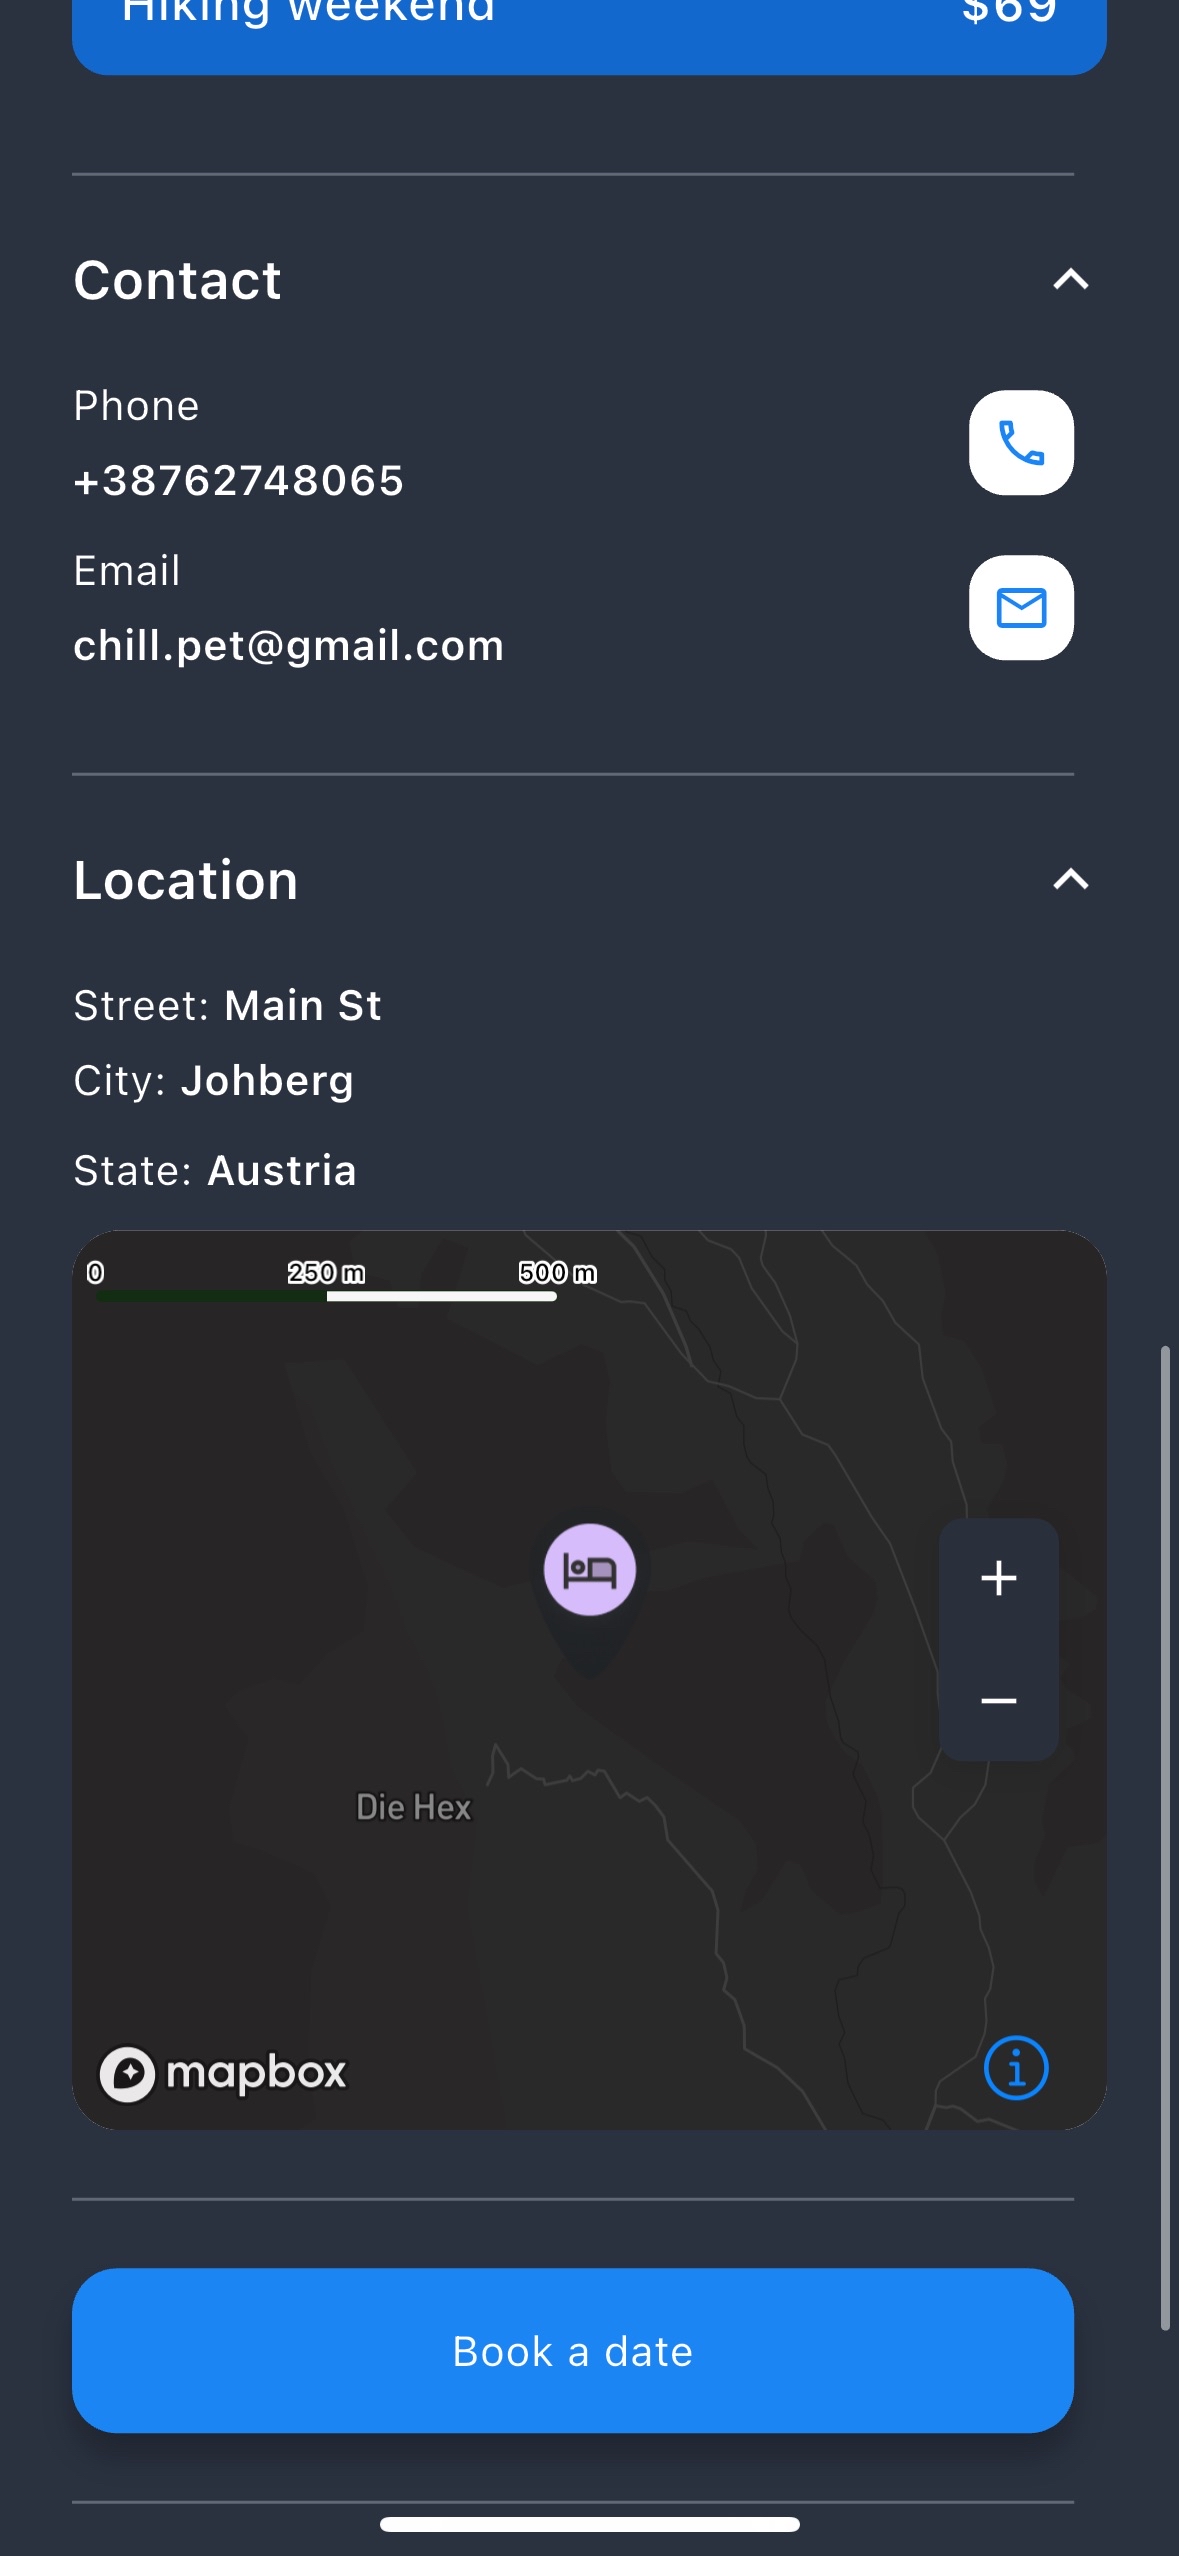 Hiking weekend $69
Contact
Phone
+38762748065
Email
chill.pet@gmail.com
Location
Street: Main St
City: Johberg
State: Austria
0 250 m 500 m
Die Hex
mapbox
Book a date